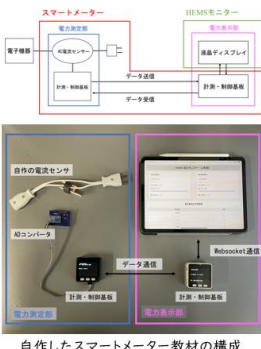 スマートメーター
HEMSモニター
電力測定部
電力表示部
電子機器
AC電流センサー
液晶ディスプレイ
計測・制御基板
データ送信
計測・制御基板
データ受信
自作の電流センサ
ADコンバータ
Websocket通信
データ通信
計測・制御基板
計測・制御基板
電力測定部
電力表示部
自作したスマートメーター教材の構成